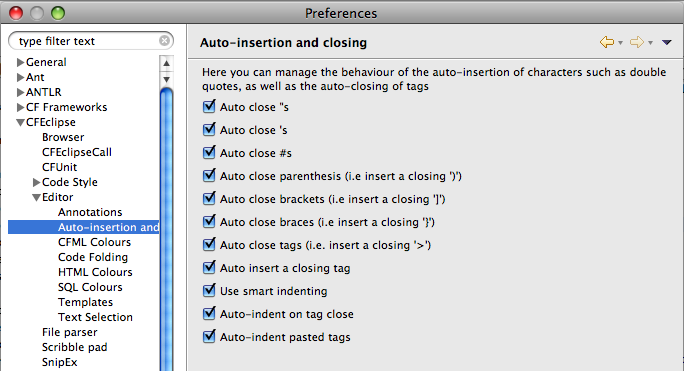 Preferences
type filter text
General
Ant
ANTLR
CF Frameworks
CFEclipse
Browser
CFEclipseCall
CFUnit
Code Style
Editor
Annotations
Auto-insertion and
CFML Colours
Code Folding
HTML Colours
SQL Colours
Templates
Text Selection
File parser
Scribble pad
SnipEx
Auto-insertion and closing
Here you can manage the behaviour of the auto-insertion of characters such as double
quotes, as well as the auto-closing of tags
Auto close "s
Auto close 's
Auto close #s
Auto close parenthesis (i.e insert a closing ')')
Auto close brackets (i.e insert a closing ']')
Auto close braces (i.e insert a closing '}')
Auto close tags (i.e. insert a closing '>')
Auto insert a closing tag
Use smart indenting
Auto-indent on tag close
Auto-indent pasted tags